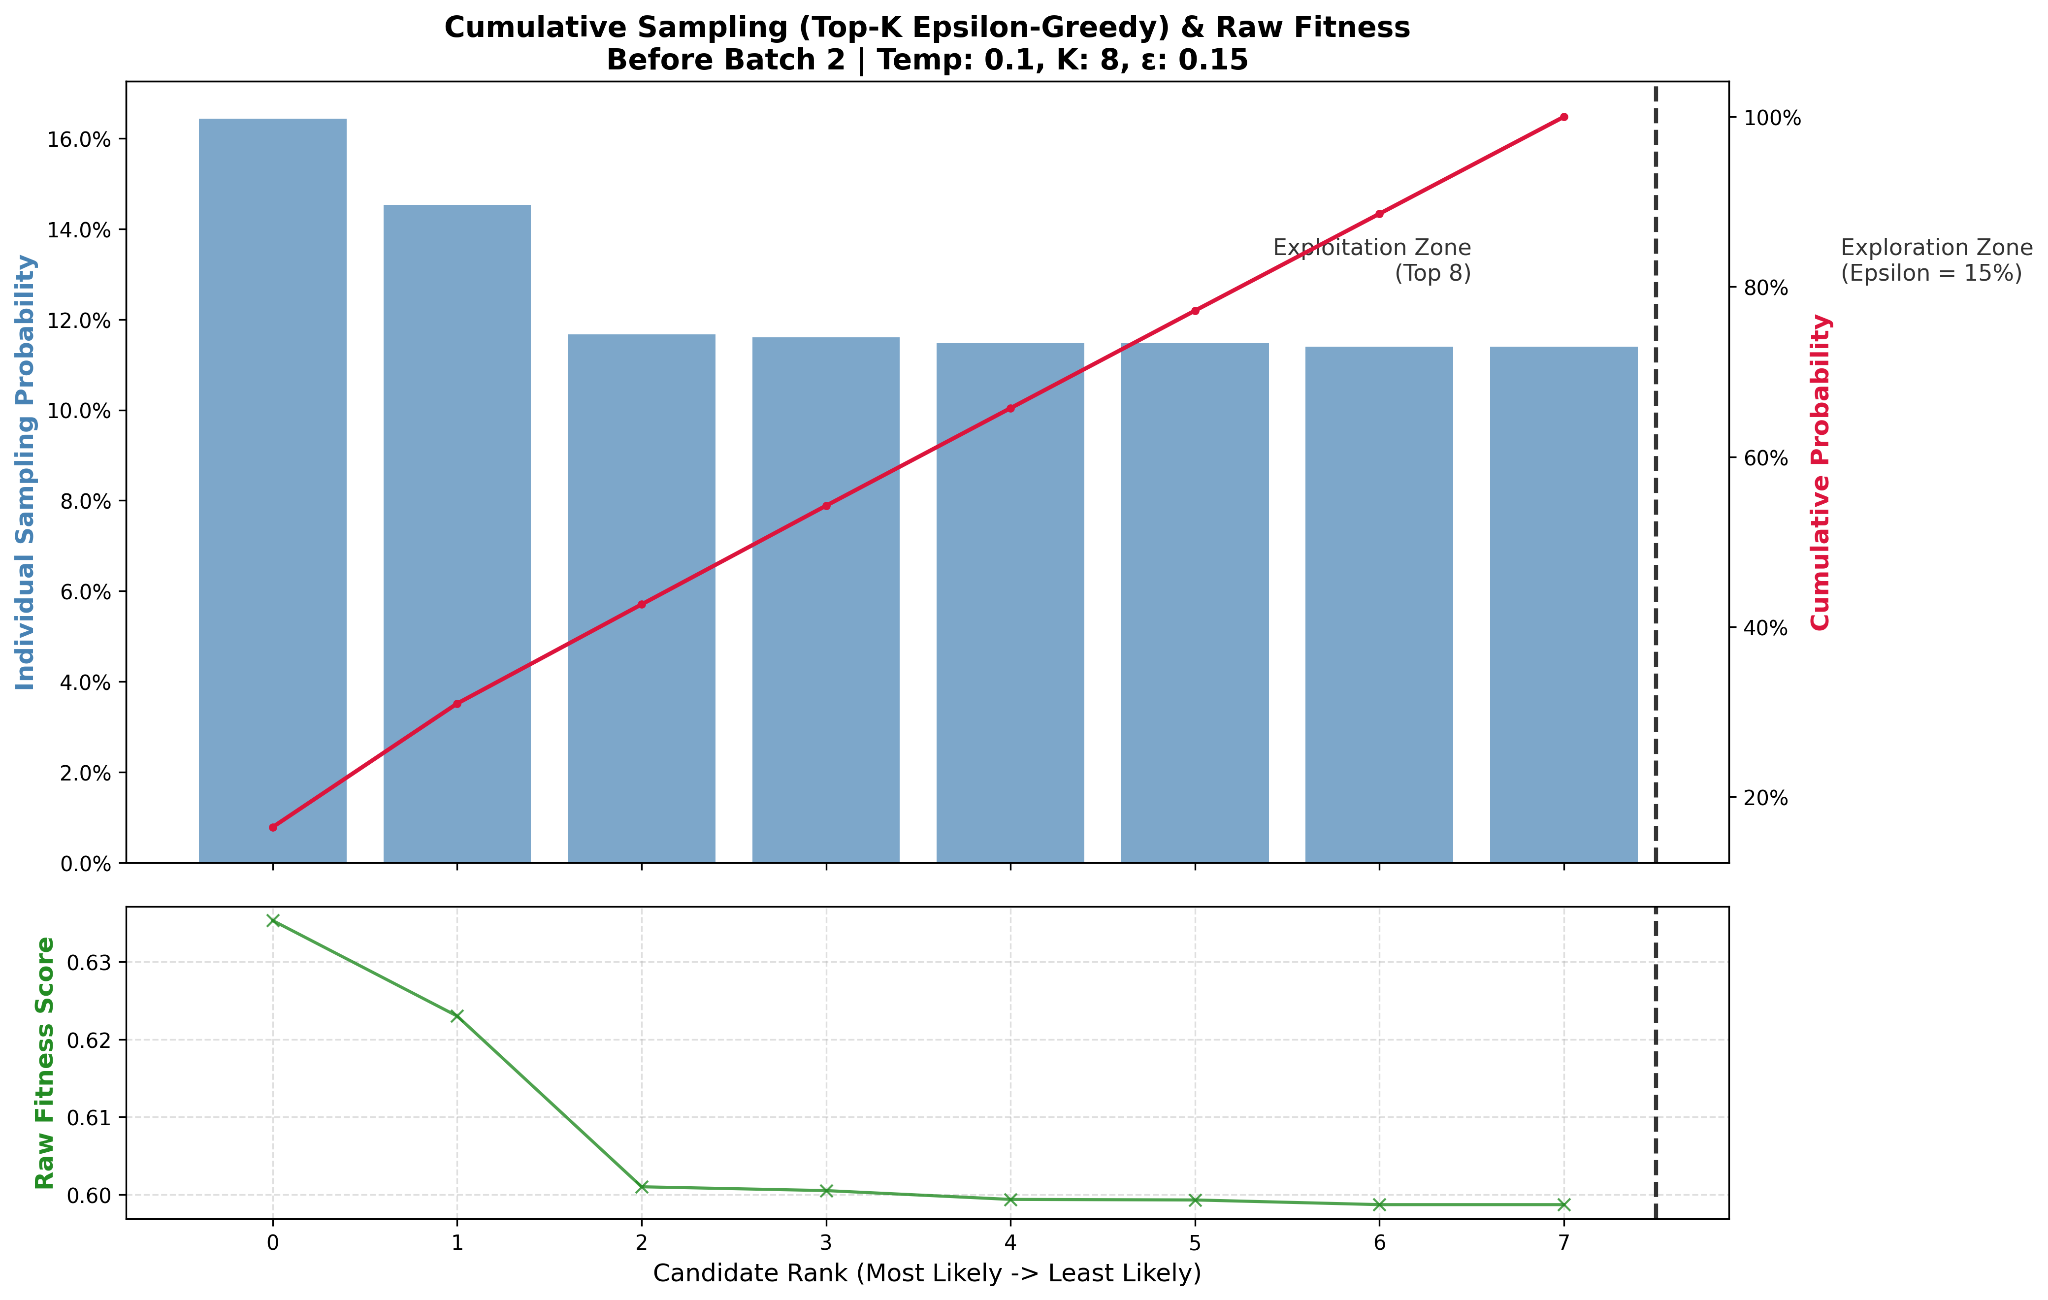 Cumulative Sampling (Top-K Epsilon-Greedy) & Raw Fitness
Before Batch 2 | Temp: 0.1, K: 8, ε: 0.15
Individual Sampling Probability
16.0%
14.0%
12.0%
10.0%
8.0%
6.0%
4.0%
2.0%
0.0%
Exploitation Zone
(Top 8)
Exploration Zone
(Epsilon = 15%)
100%
80%
60%
40%
20%
Cumulative Probability
Raw Fitness Score
0.63
0.62
0.61
0.60
0 1 2 3 4 5 6 7
Candidate Rank (Most Likely -> Least Likely)